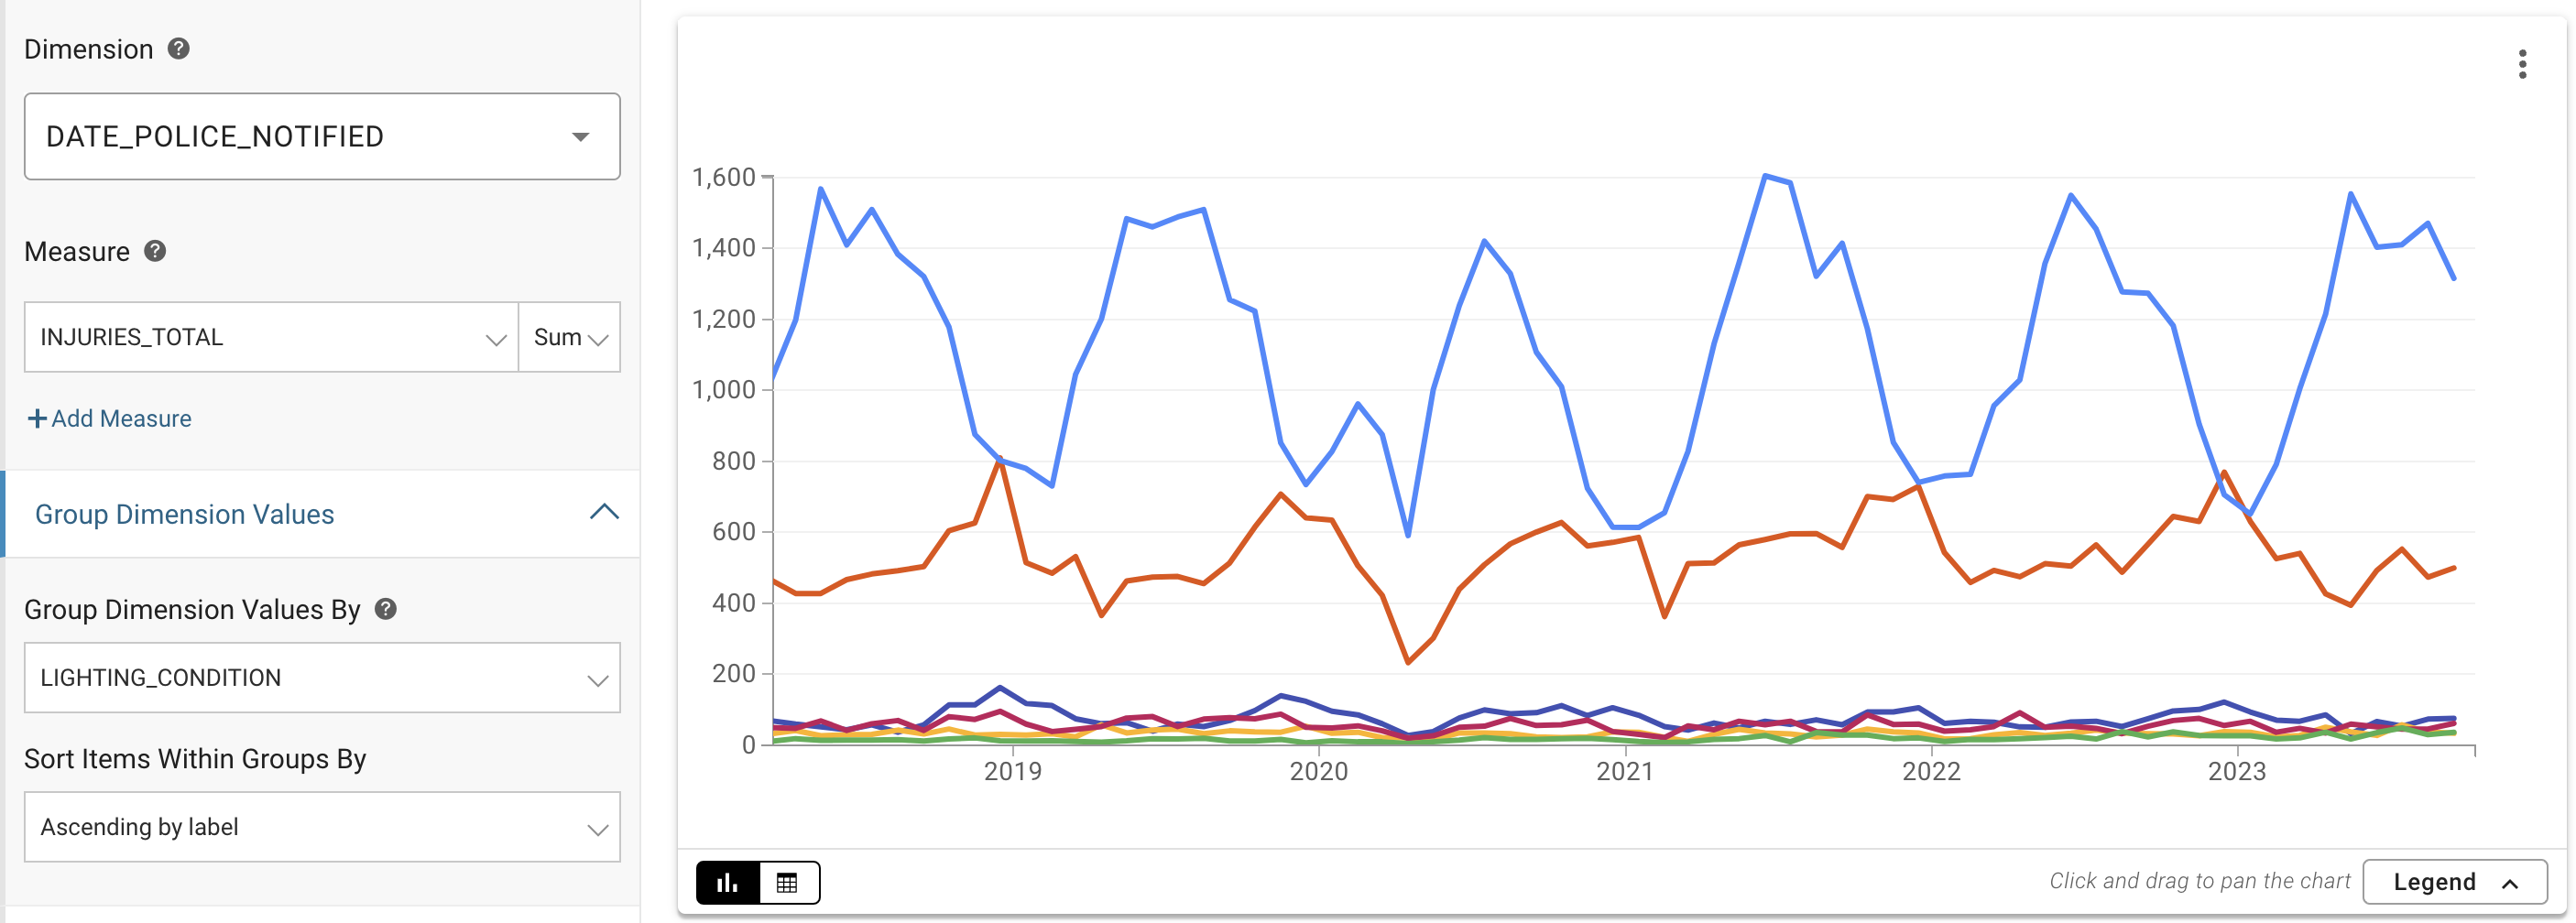 Dimension ?
DATE_POLICE_NOTIFIED
Measure ?
INJURIES_TOTAL
Sum
+ Add Measure
Group Dimension Values
Group Dimension Values By ?
LIGHTING_CONDITION
Sort Items Within Groups By
Ascending by label
1,600
1,400
1,200
1,000
800
600
400
200
0
2019 2020 2021 2022 2023
Click and drag to pan the chart
Legend